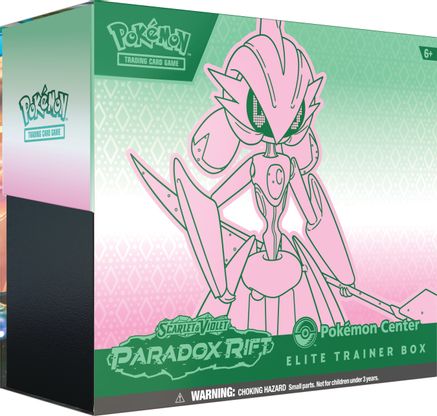 POKéMON
TRADING CARD GAME
6+
POKéMON
TRADING CARD GAME
SCARLET & VIOLET
PARADOX RIFT
Pokémon Center
ELITE TRAINER BOX
WARNING: CHOKING HAZARD Small parts. Not for children under 3 years.